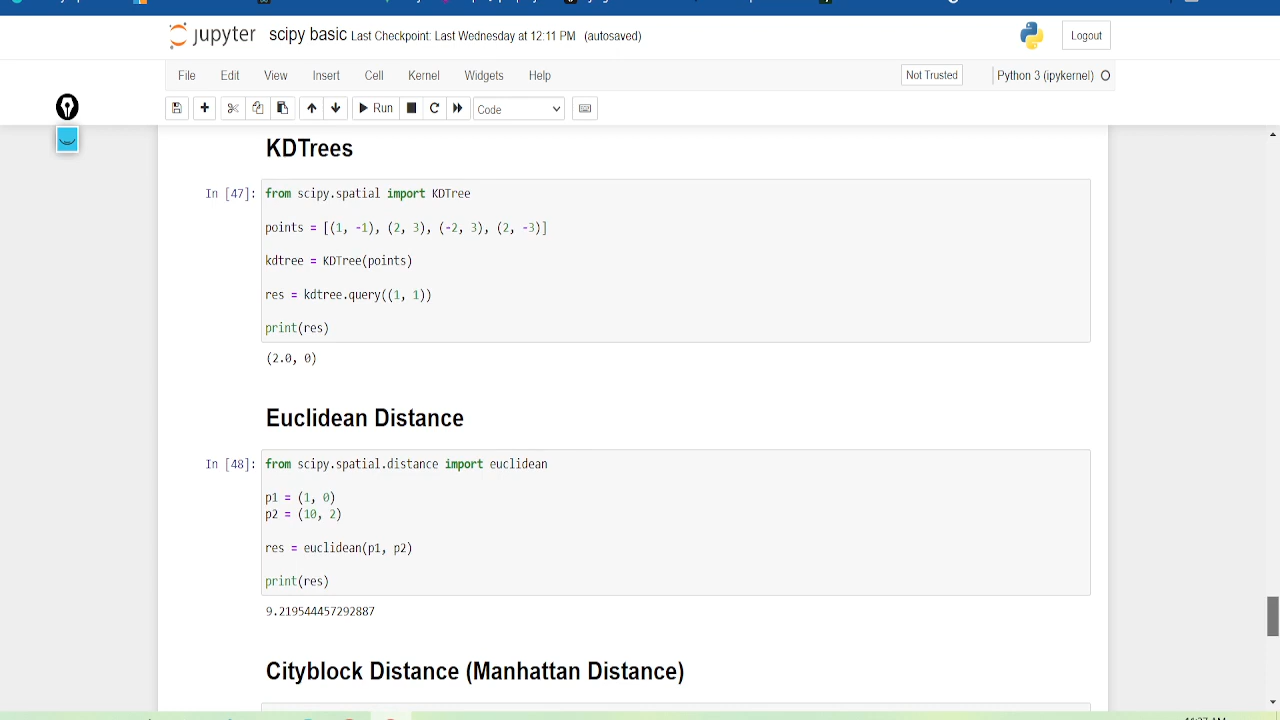 jupyter scipy basic Last Checkpoint: Last Wednesday at 12:11 PM (autosaved)
Logout
File Edit View Insert Cell Kernel Widgets Help
Not Trusted
Python 3 (ipykernel)
Run
Code
KDTrees
In [47]: from scipy.spatial import KDTree
points = [(1, -1), (2, 3), (-2, 3), (2, -3)]
kdtree = KDTree(points)
res = kdtree.query((1, 1))
print(res)
(2.0, 0)
Euclidean Distance
In [48]: from scipy.spatial.distance import euclidean
p1 = (1, 0)
p2 = (10, 2)
res = euclidean(p1, p2)
print(res)
9.219544457292887
Cityblock Distance (Manhattan Distance)